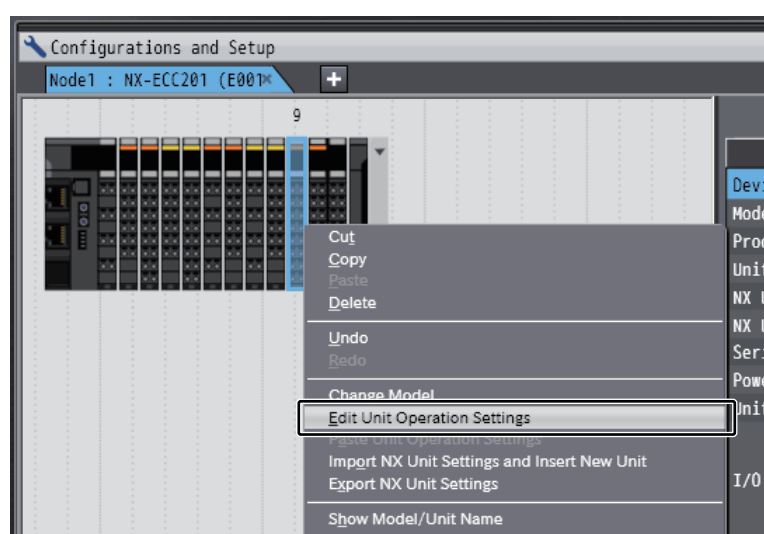 Configurations and Setup
Node1 : NX-ECC201 (E001
9
Cut
Copy
Paste
Delete
Undo
Redo
Change Model
Edit Unit Operation Settings
Paste Unit Operation Settings
Import NX Unit Settings and Insert New Unit
Export NX Unit Settings
Show Model/Unit Name
Devi
Mode
Prod
Unit
NX U
NX U
Seri
Powe
Unit
I/O